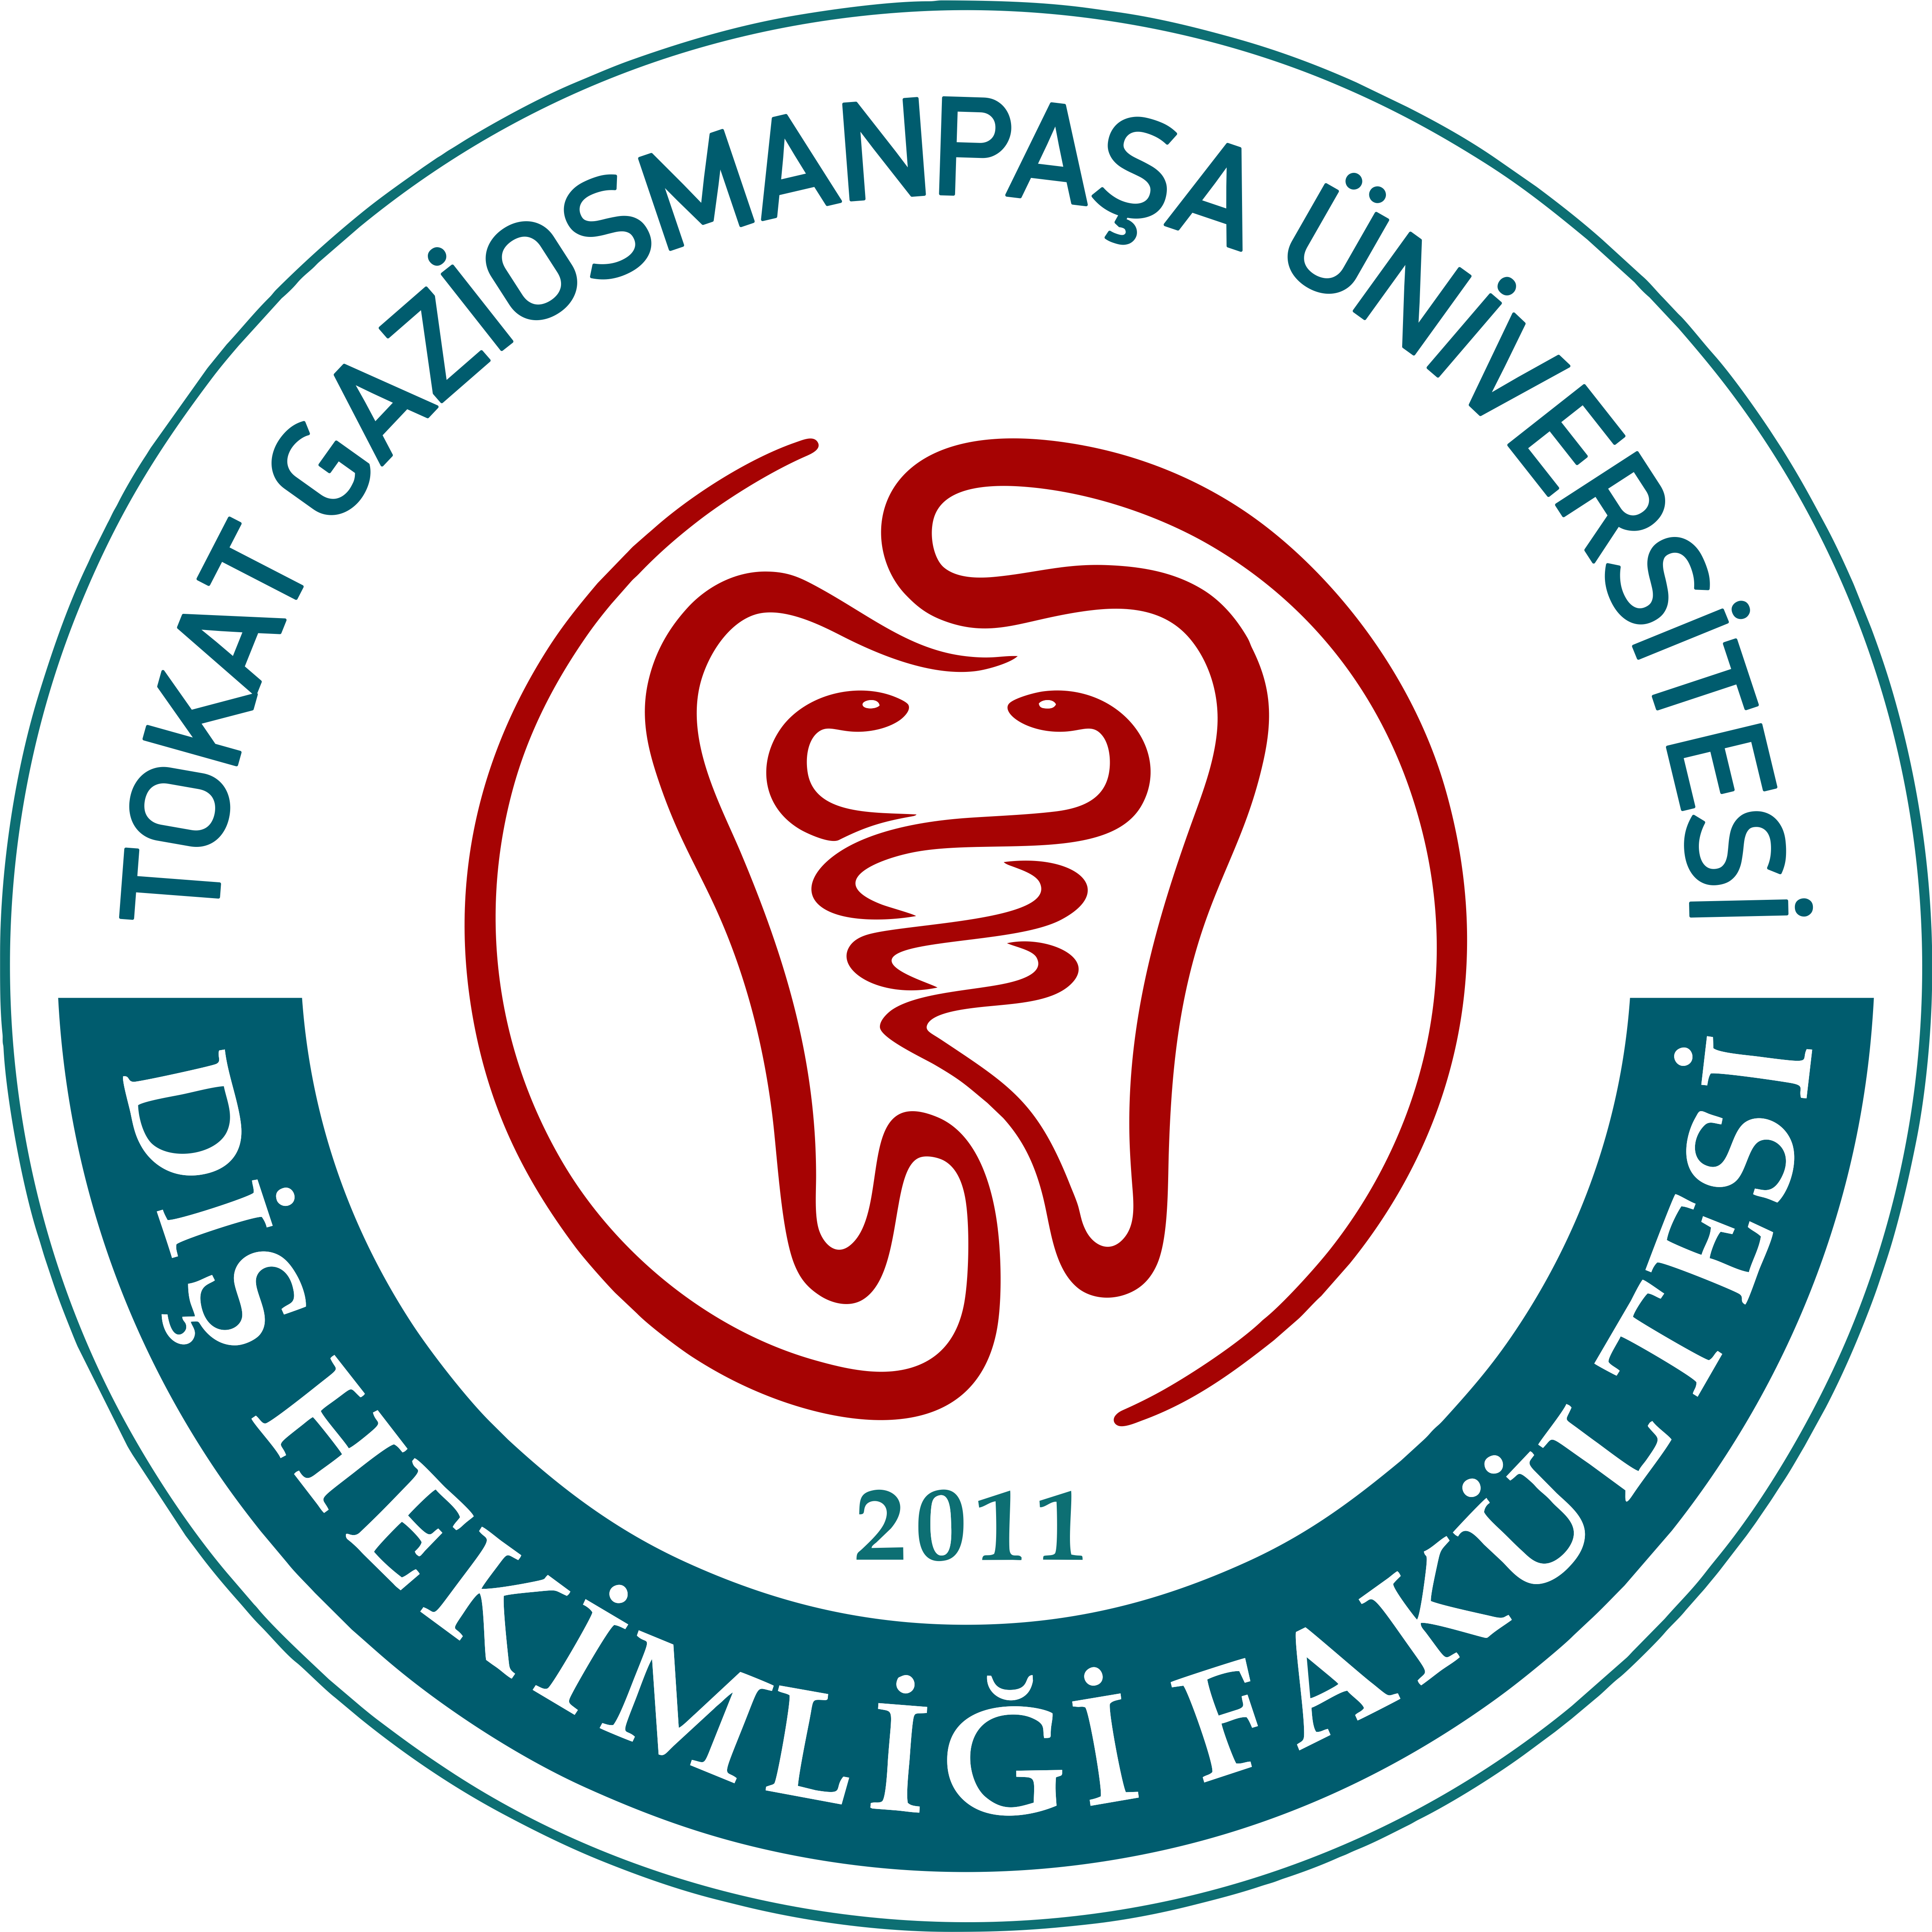 TOKAT GAZİOSMANPAŞA ÜNİVERSİTESİ
2011
DİŞ HEKİMLİĞİ FAKÜLTESİ